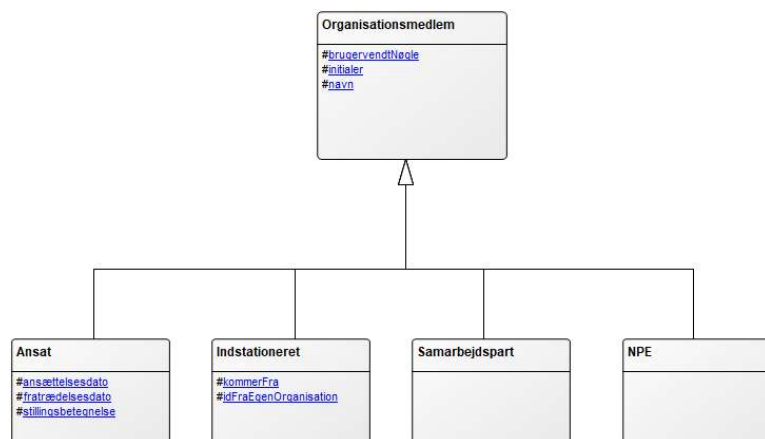 Organisationsmedlem
#brugervendtNøgle
#initialer
#navn
Ansat
#ansættelsesdato
#fratrædelsesdato
#stillingsbetegnelse
Indstationeret
#kommerFra
#idFraEgenOrganisation
Samarbejdspart
NPE